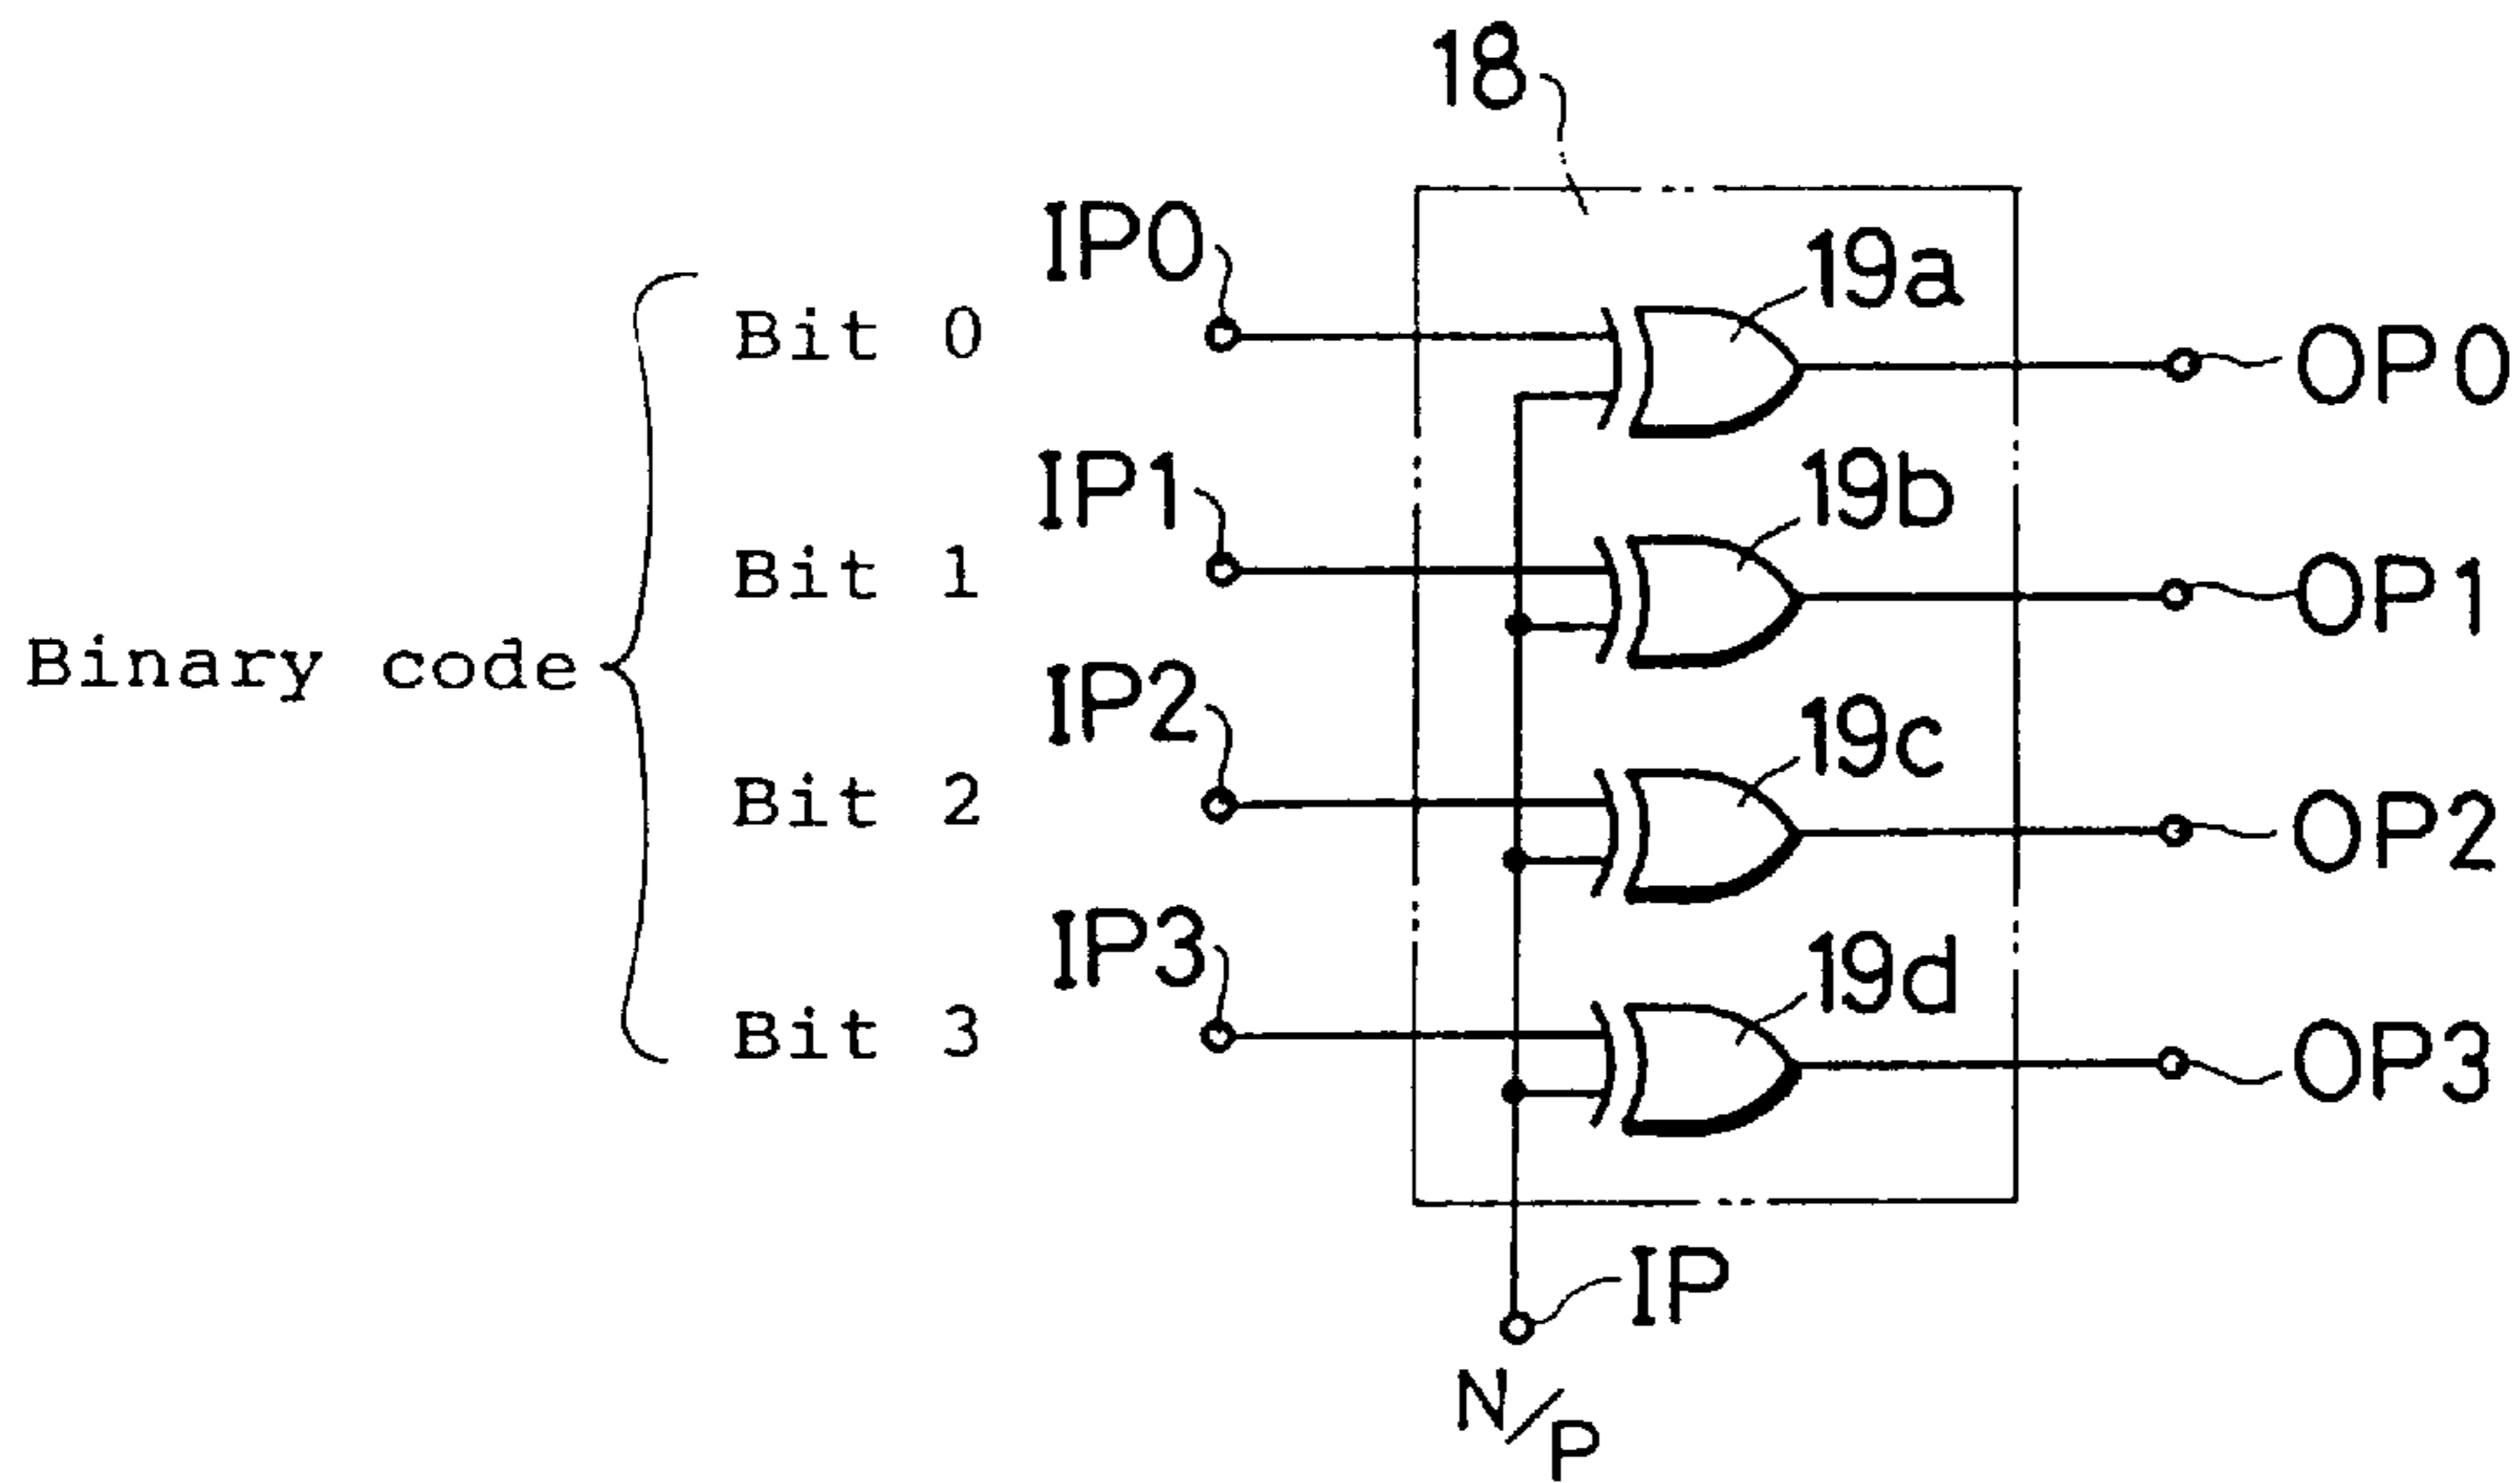 18
IP0
19a
Bit 0
OP0
IP1
19b
Bit 1
OP1
Binary code
IP2
19c
Bit 2
OP2
IP3
19d
Bit 3
OP3
IP
N/P